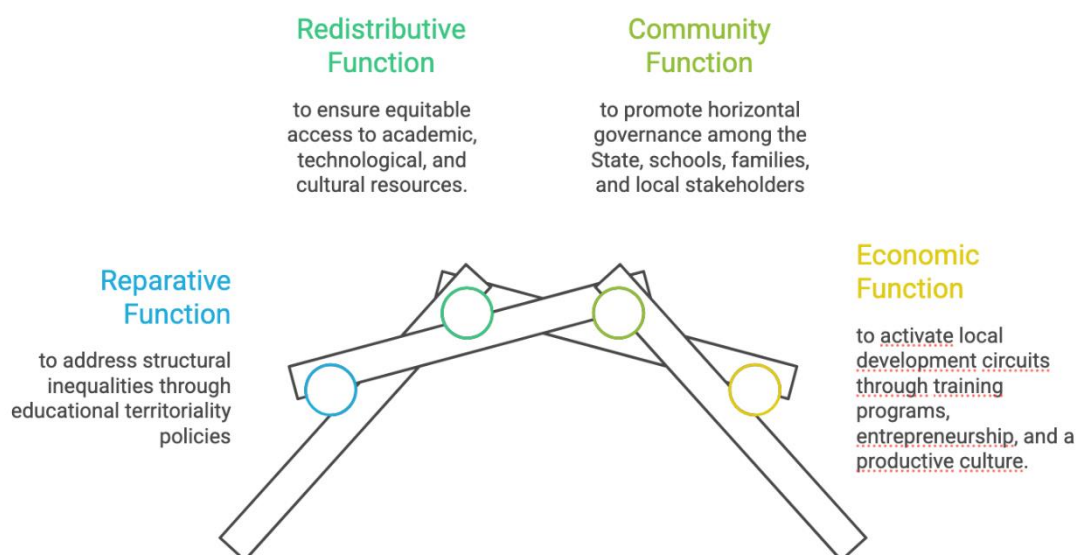 Redistributive
Function
to ensure equitable
access to academic,
technological, and
cultural resources.
Community
Function
to promote horizontal
governance among the
State, schools, families,
and local stakeholders
Reparative
Function
to address structural
inequalities through
educational territoriality
policies
Economic
Function
to activate local
development circuits
through training
programs,
entrepreneurship, and a
productive culture.